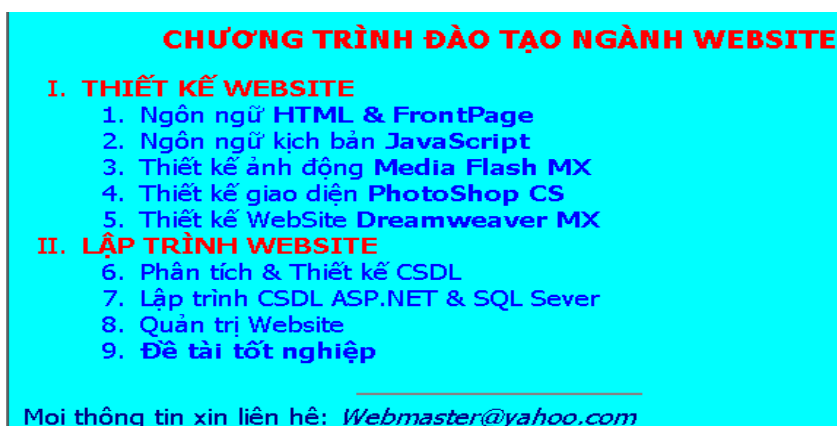 CHƯƠNG TRÌNH ĐÀO TẠO NGÀNH WEBSITE
I. THIẾT KẾ WEBSITE
1. Ngôn ngữ HTML & FrontPage
2. Ngôn ngữ kịch bản JavaScript
3. Thiết kế ảnh động Media Flash MX
4. Thiết kế giao diện PhotoShop CS
5. Thiết kế WebSite Dreamweaver MX
II. LẬP TRÌNH WEBSITE
6. Phân tích & Thiết kế CSDL
7. Lập trình CSDL ASP.NET & SQL Sever
8. Quản trị Website
9. Đề tài tốt nghiệp
Mọi thông tin xin liên hệ: Webmaster@yahoo.com